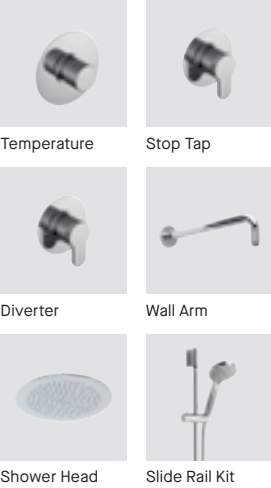 Temperature
Stop Tap
Diverter
Wall Arm
Shower Head
Slide Rail Kit